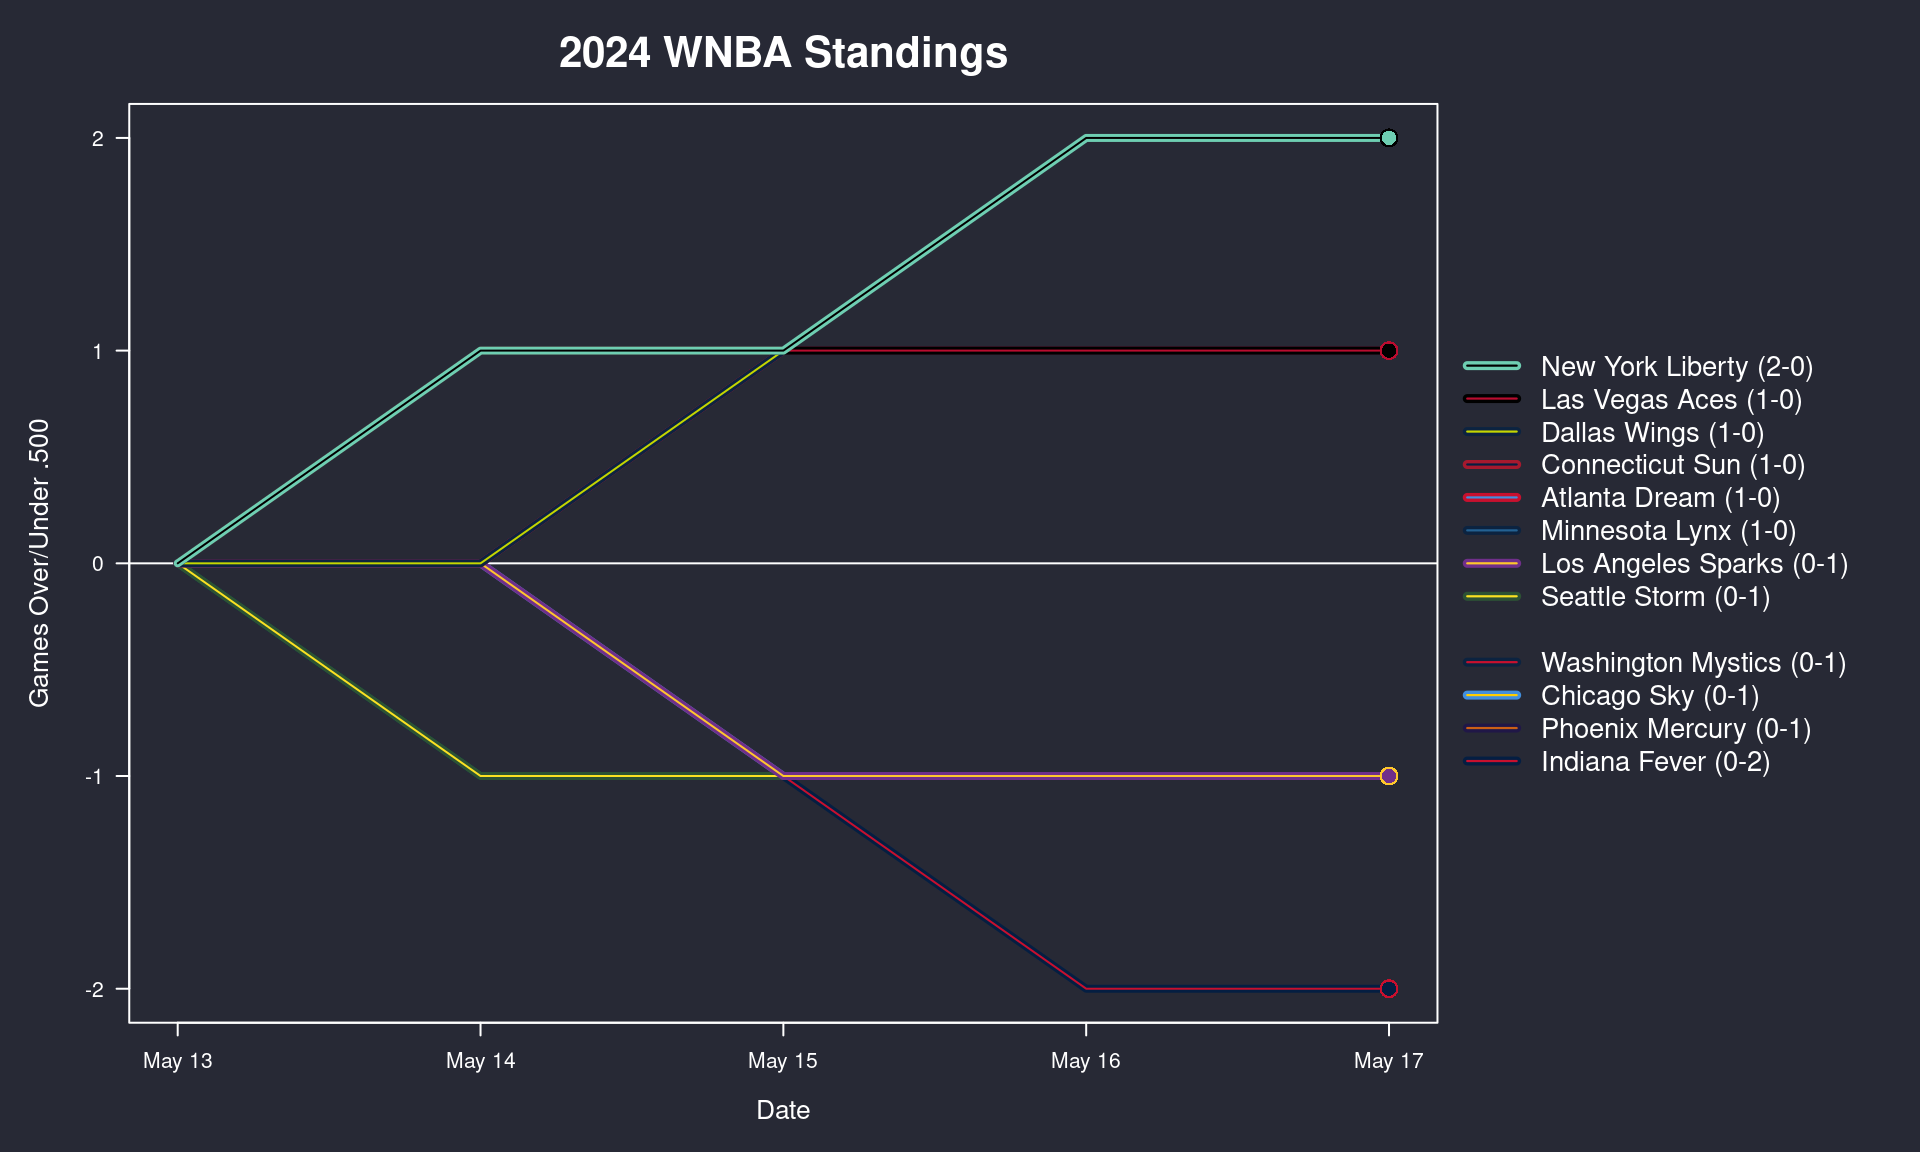 2024 WNBA Standings
2
1
0
-1
-2
Games Over/Under .500
May 13
May 14
May 15
May 16
May 17
Date
New York Liberty (2-0)
Las Vegas Aces (1-0)
Dallas Wings (1-0)
Connecticut Sun (1-0)
Atlanta Dream (1-0)
Minnesota Lynx (1-0)
Los Angeles Sparks (0-1)
Seattle Storm (0-1)
Washington Mystics (0-1)
Chicago Sky (0-1)
Phoenix Mercury (0-1)
Indiana Fever (0-2)